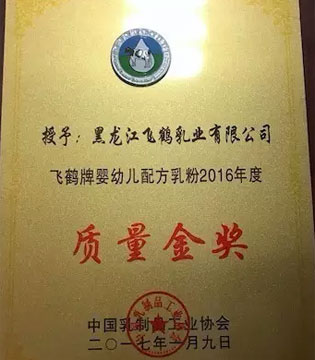 授予：黑龙江飞鹤乳业有限公司
飞鹤牌婴幼儿配方乳粉2016年度
质量金奖
中国乳制品工业协会
二〇一七年一月九日